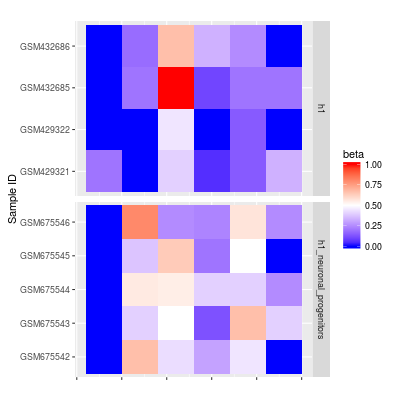 GSM432686
GSM432685
GSM429322
GSM429321
h1
GSM675546
GSM675545
GSM675544
GSM675543
GSM675542
h1_neuronal_progenitors
Sample ID
beta
1.00
0.75
0.50
0.25
0.00